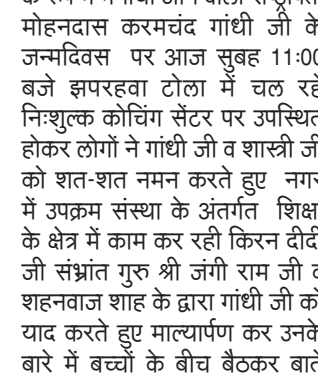 मोहनदास करमचंद गांधी जी के
जन्मदिवस पर आज सुबह 11:00
बजे झपरहवा टोला में चल रहे
निःशुल्क कोचिंग सेंटर पर उपस्थित
होकर लोगों ने गांधी जी व शास्त्री जी
को शत-शत नमन करते हुए नगर
में उपक्रम संस्था के अंतर्गत शिक्षा
के क्षेत्र में काम कर रही किरन दीदी
जी संभ्रांत गुरु श्री जंगी राम जी व
शहनवाज शाह के द्वारा गांधी जी को
याद करते हुए माल्यार्पण कर उनके
बारे में बच्चों के बीच बैठकर बाते